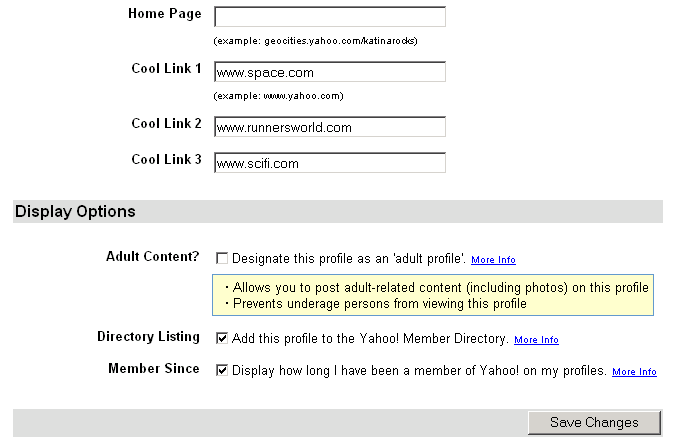 Home Page
(example: geocities.yahoo.com/katinarocks)
Cool Link 1 www.space.com
(example: www.yahoo.com)
Cool Link 2 www.runnersworld.com
Cool Link 3 www.scifi.com
Display Options
Adult Content? Designate this profile as an 'adult profile'. More Info
· Allows you to post adult-related content (including photos) on this profile
· Prevents underage persons from viewing this profile
Directory Listing Add this profile to the Yahoo! Member Directory. More Info
Member Since Display how long I have been a member of Yahoo! on my profiles. More Info
Save Changes